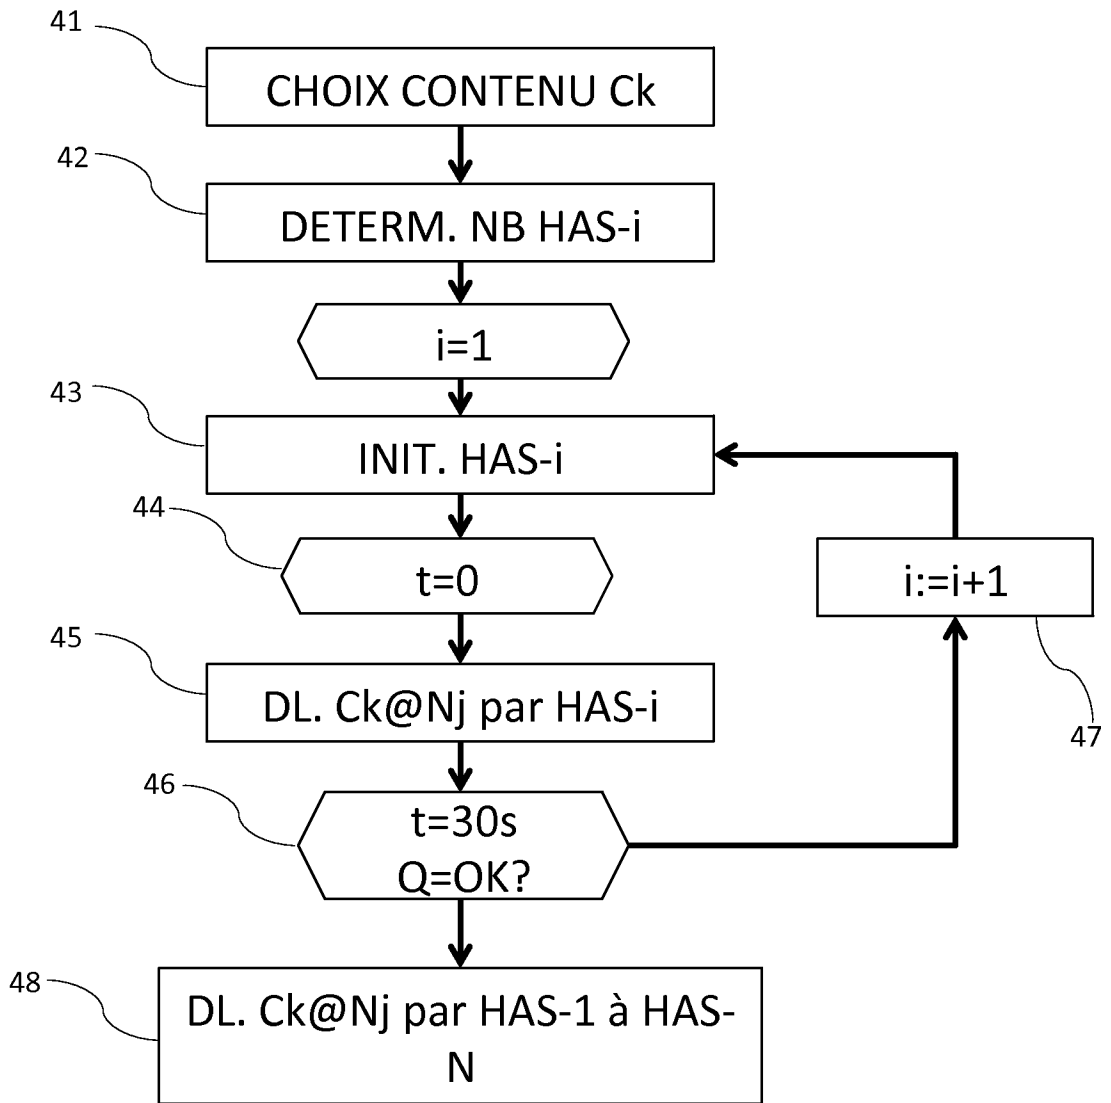 41
CHOIX CONTENU Ck
42
DETERM. NB HAS-i
i=1
43
INIT. HAS-i
44
t=0
i:=i+1
45
DL. Ck@Nj par HAS-i
47
46
t=30s
Q=OK?
48
DL. Ck@Nj par HAS-1 à HAS-
N